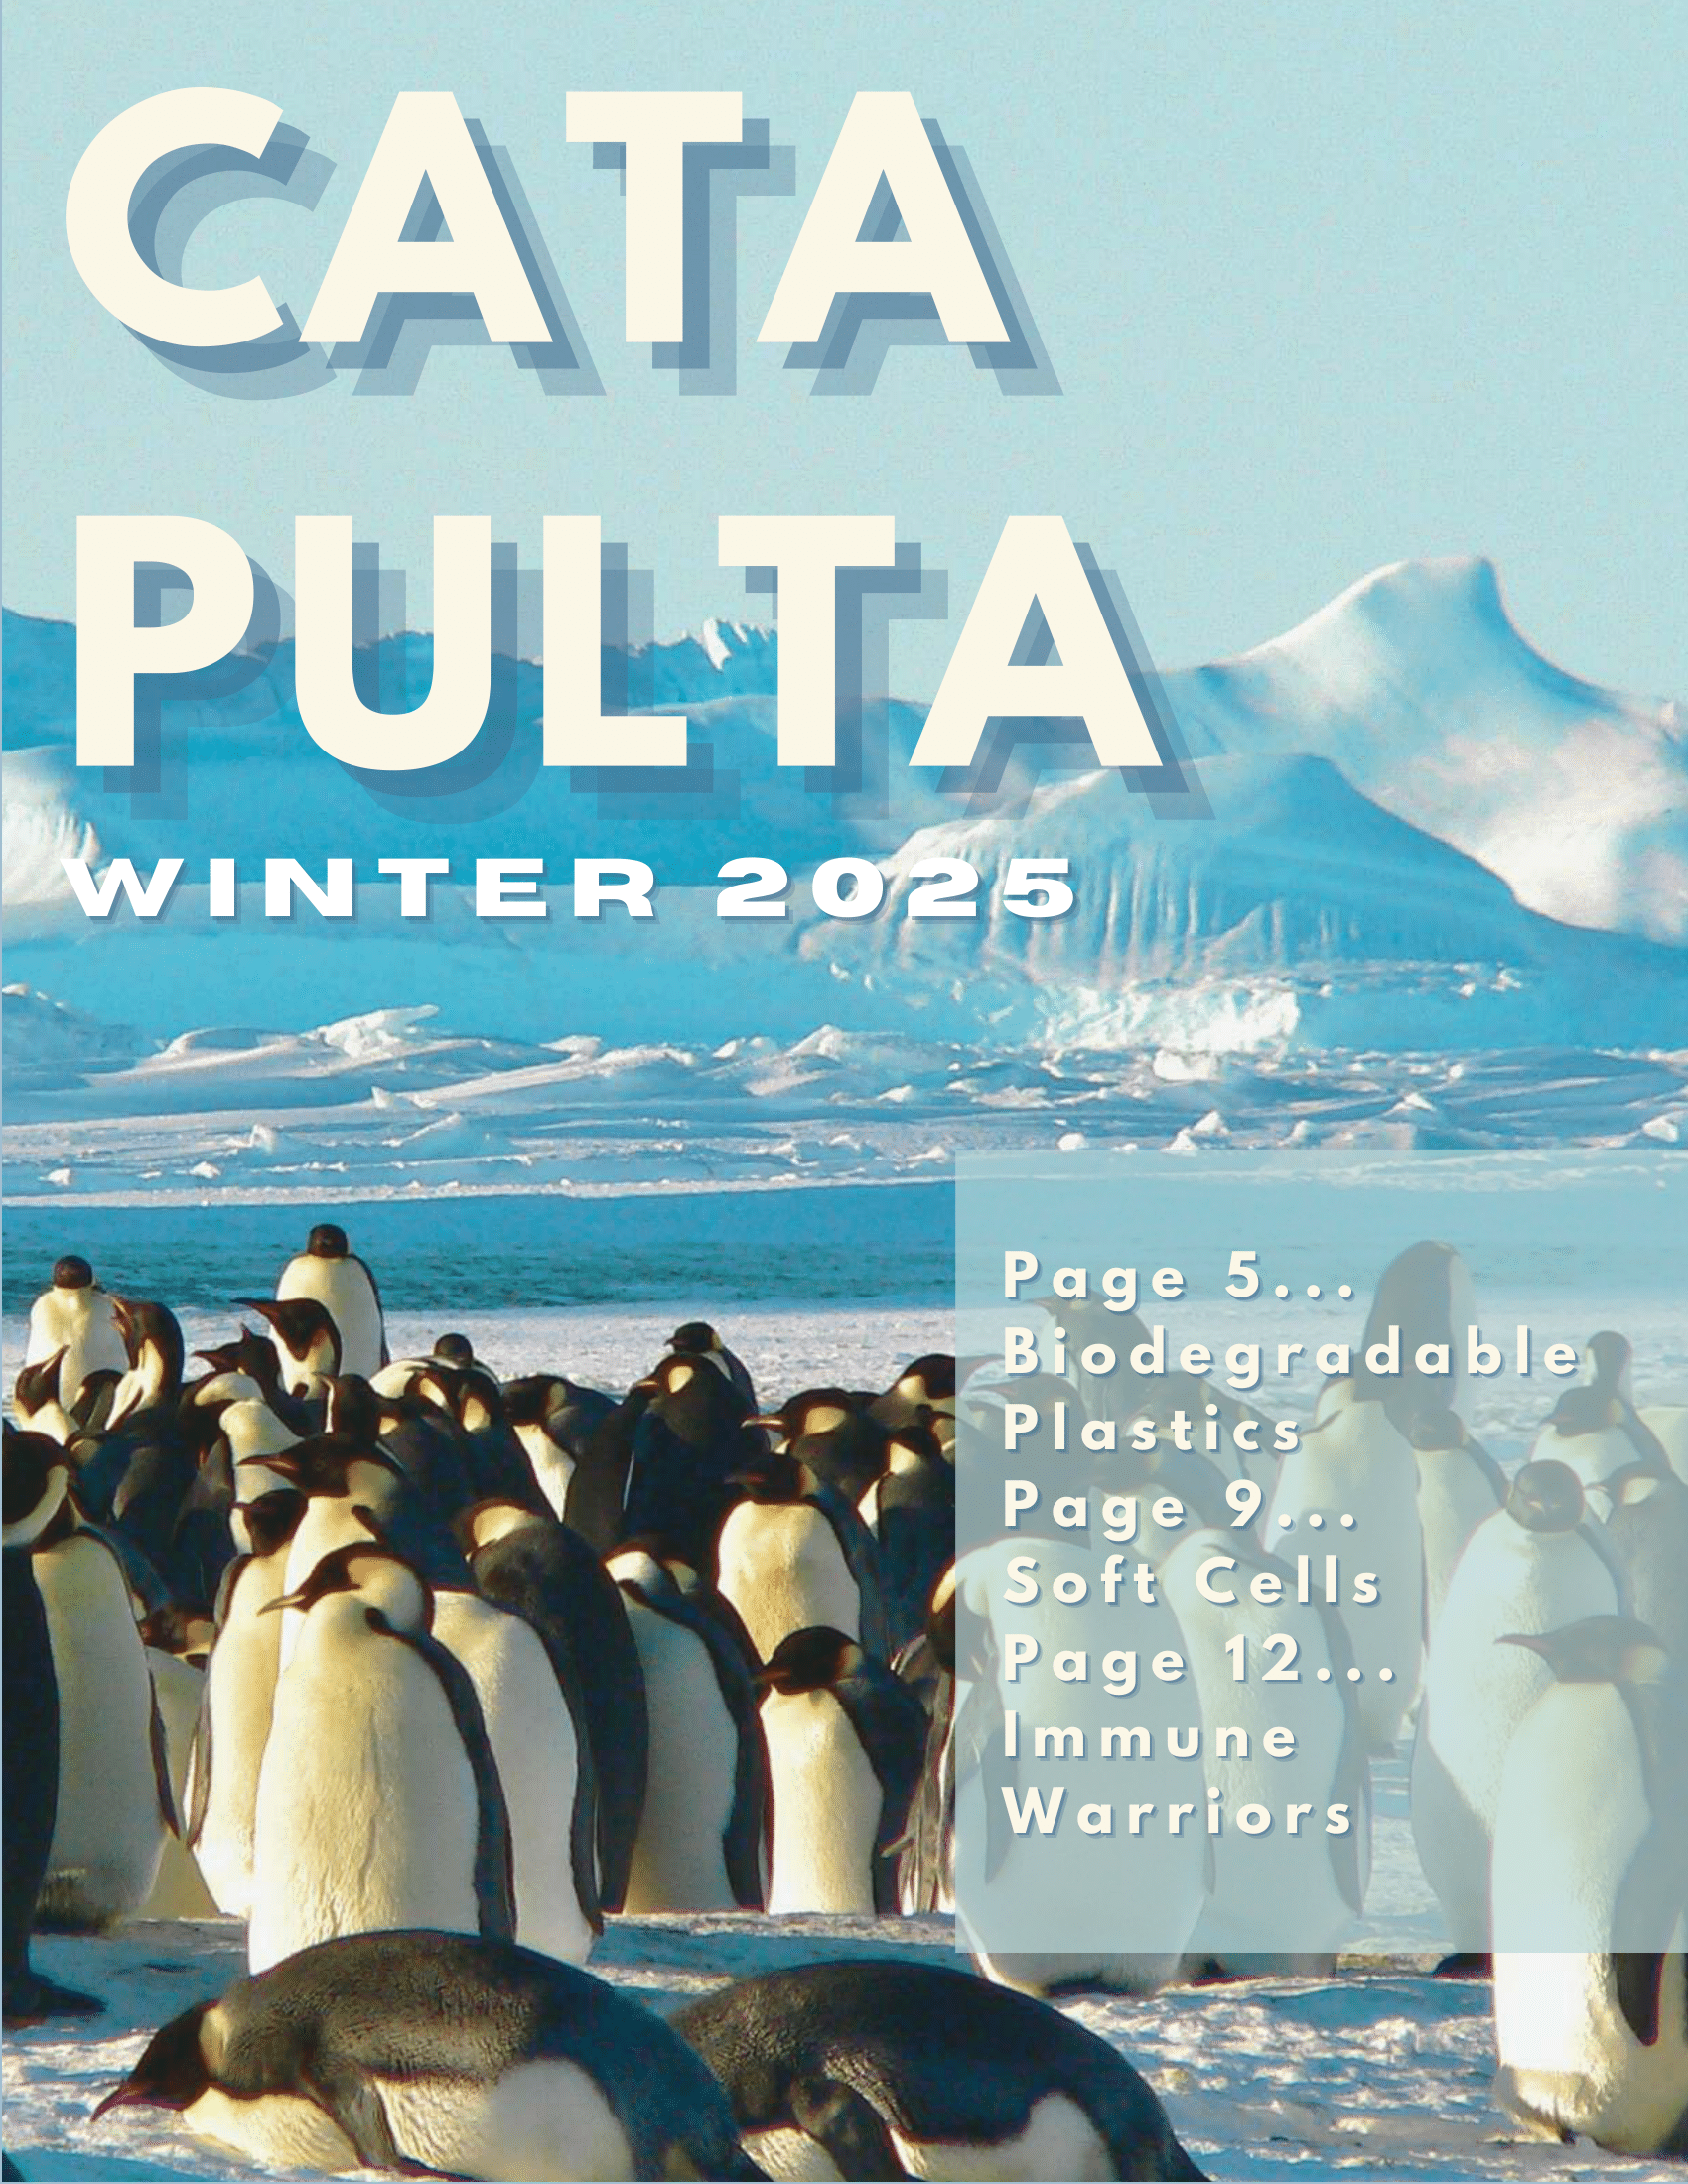 CATA
PULTA
WINTER 2025
Page 5...
Biodegradable
Plastics
Page 9...
Soft Cells
Page 12...
Immune
Warriors